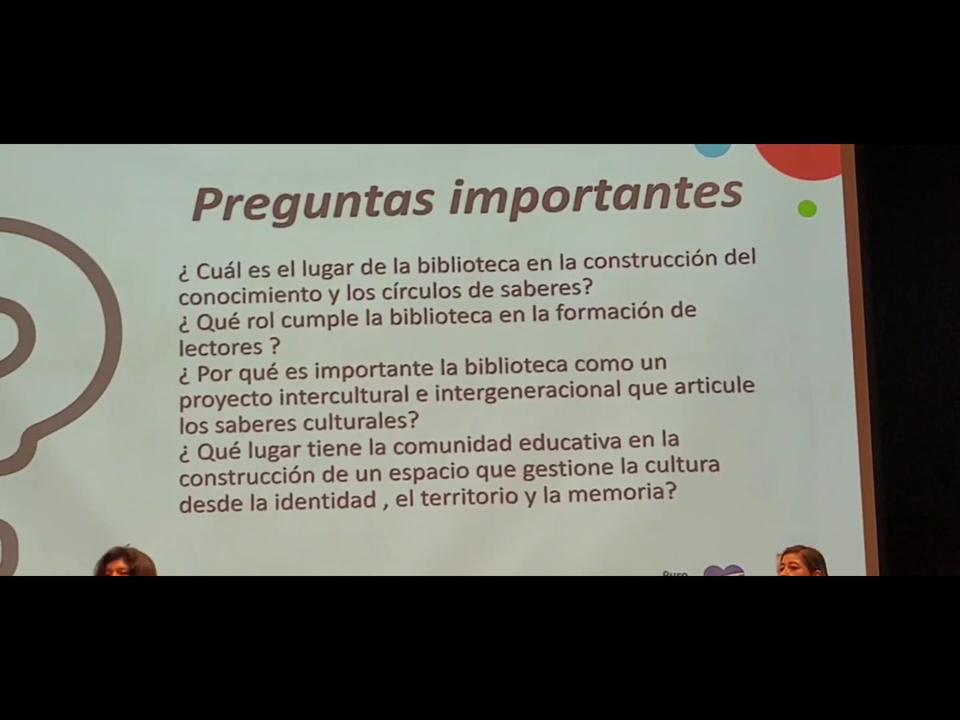 Preguntas importantes
¿ Cuál es el lugar de la biblioteca en la construcción del
conocimiento y los círculos de saberes?
¿ Qué rol cumple la biblioteca en la formación de
lectores ?
¿ Por qué es importante la biblioteca como un
proyecto intercultural e intergeneracional que articule
los saberes culturales?
¿ Qué lugar tiene la comunidad educativa en la
construcción de un espacio que gestione la cultura
desde la identidad , el territorio y la memoria?